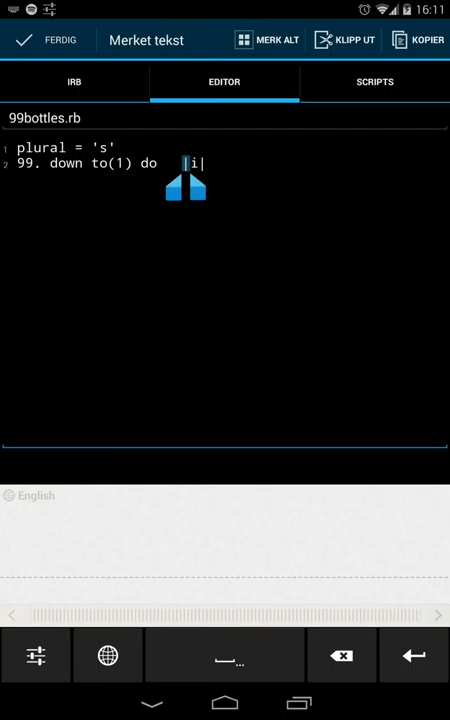 16:11
FERDIG
Merket tekst
MERK ALT
KLIPP UT
KOPIER
IRB
EDITOR
SCRIPTS
99bottles.rb
1 plural = 's'
2 99. down to(1) do |i|
English
...